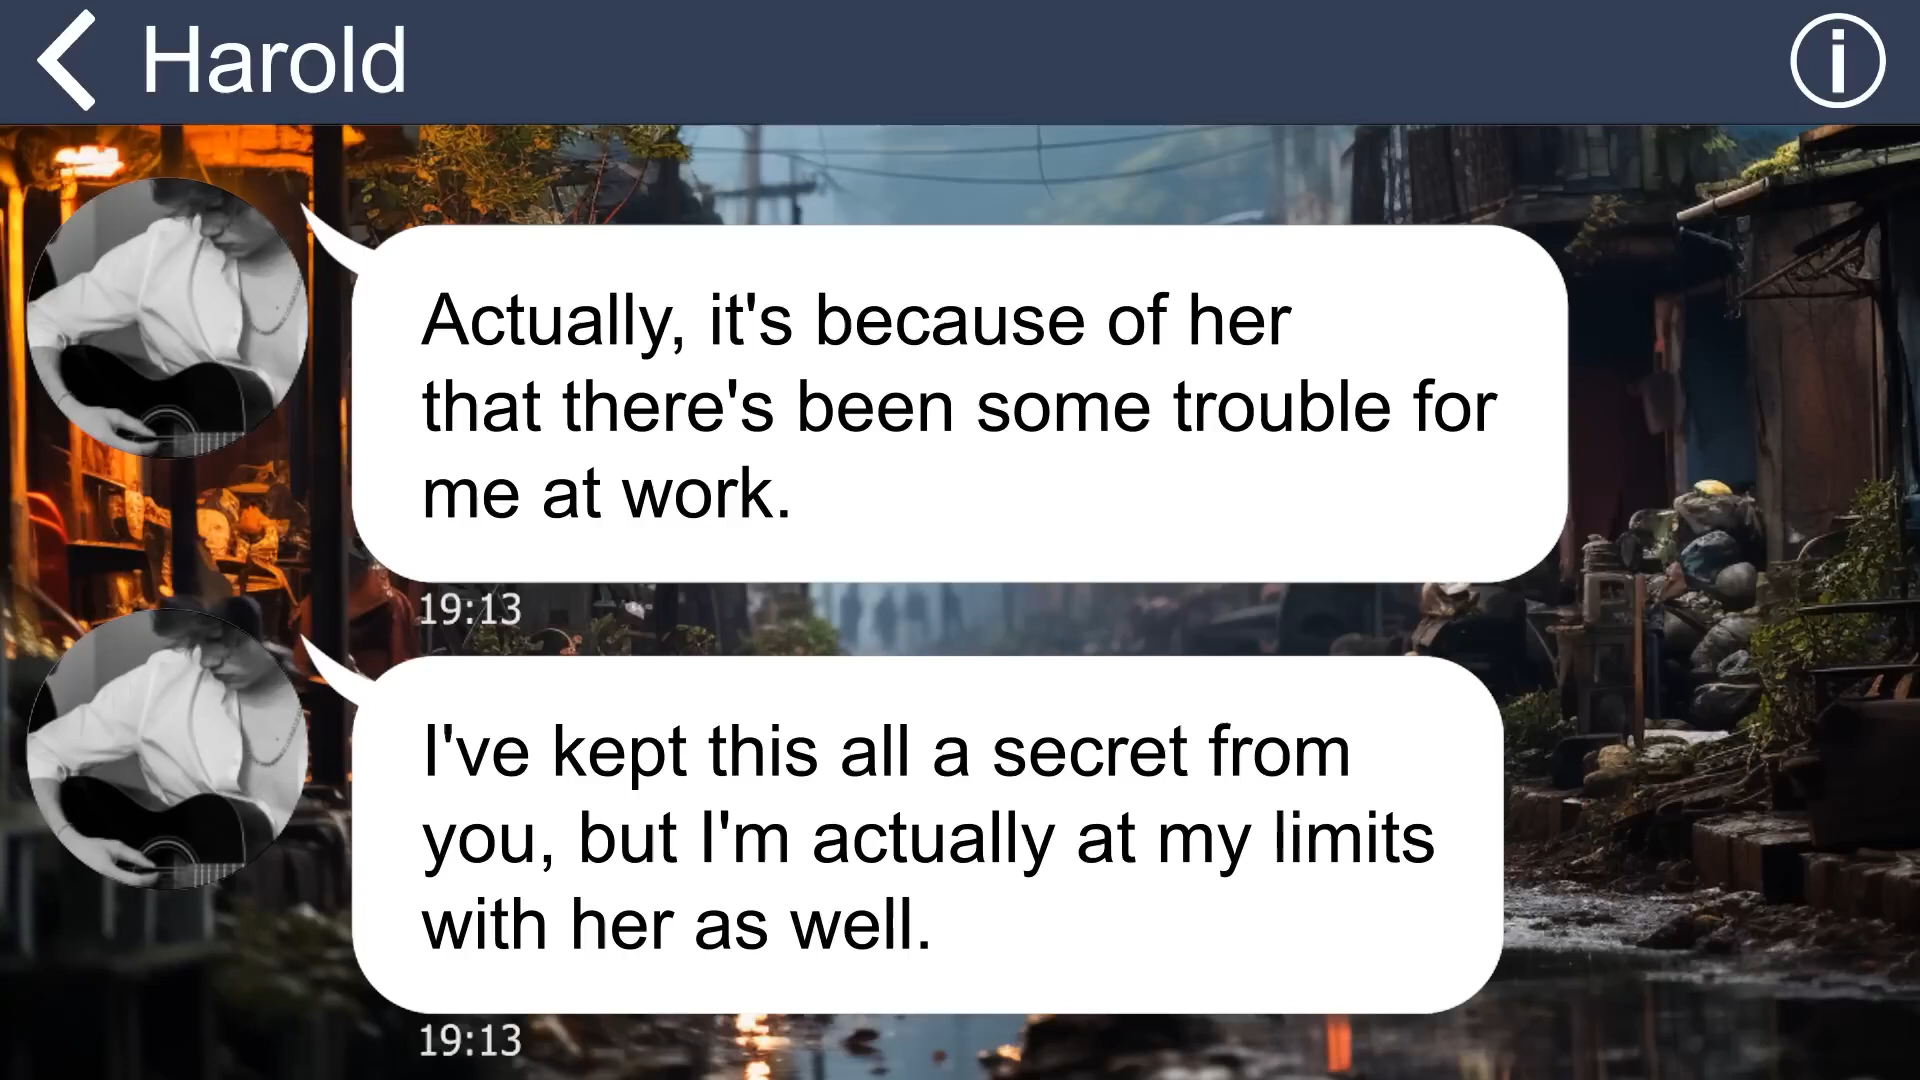 Harold
Actually, it's because of her
that there's been some trouble for
me at work.
19:13
I've kept this all a secret from
you, but I'm actually at my limits
with her as well.
19:13